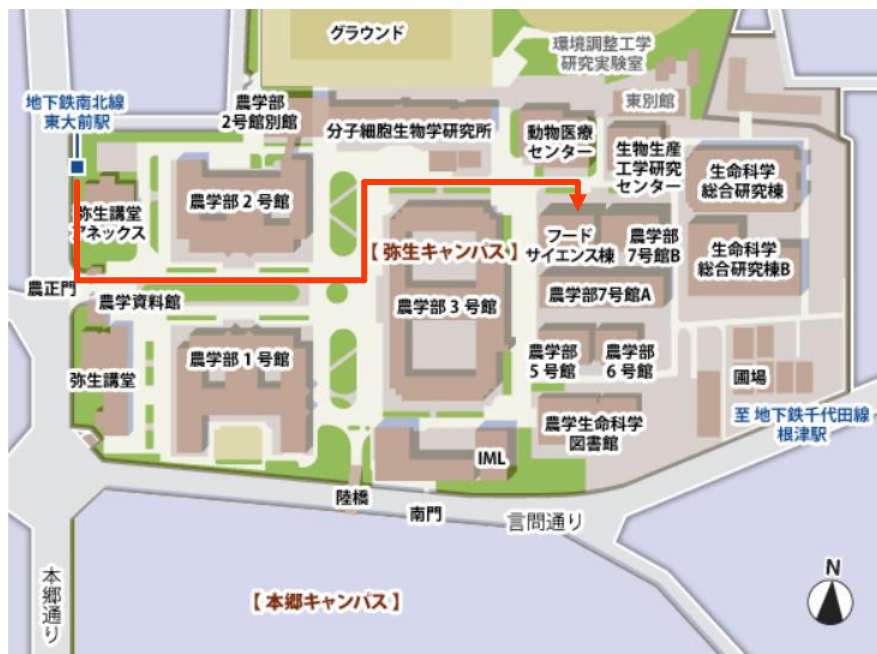 グラウンド
環境調整工学
研究実験室
地下鉄南北線
東大前駅
農学部
2号館別館
分子細胞生物学研究所
動物医療
センター
東別館
生物生産
工学研究
センター
生命科学
総合研究棟
弥生講堂
アネックス
農学部 2 号館
【 弥生キャンパス 】
フード
サイエンス棟
農学部
7号館B
生命科学
総合研究棟B
農正門
農学資料館
農学部 3 号館
農学部7号館A
弥生講堂
農学部 1 号館
農学部
5 号館
農学部
6 号館
圃場
農学生命科学
図書館
至 地下鉄千代田線
根津駅
IML
陸橋
南門
言問通り
本郷通り
【 本郷キャンパス 】
N